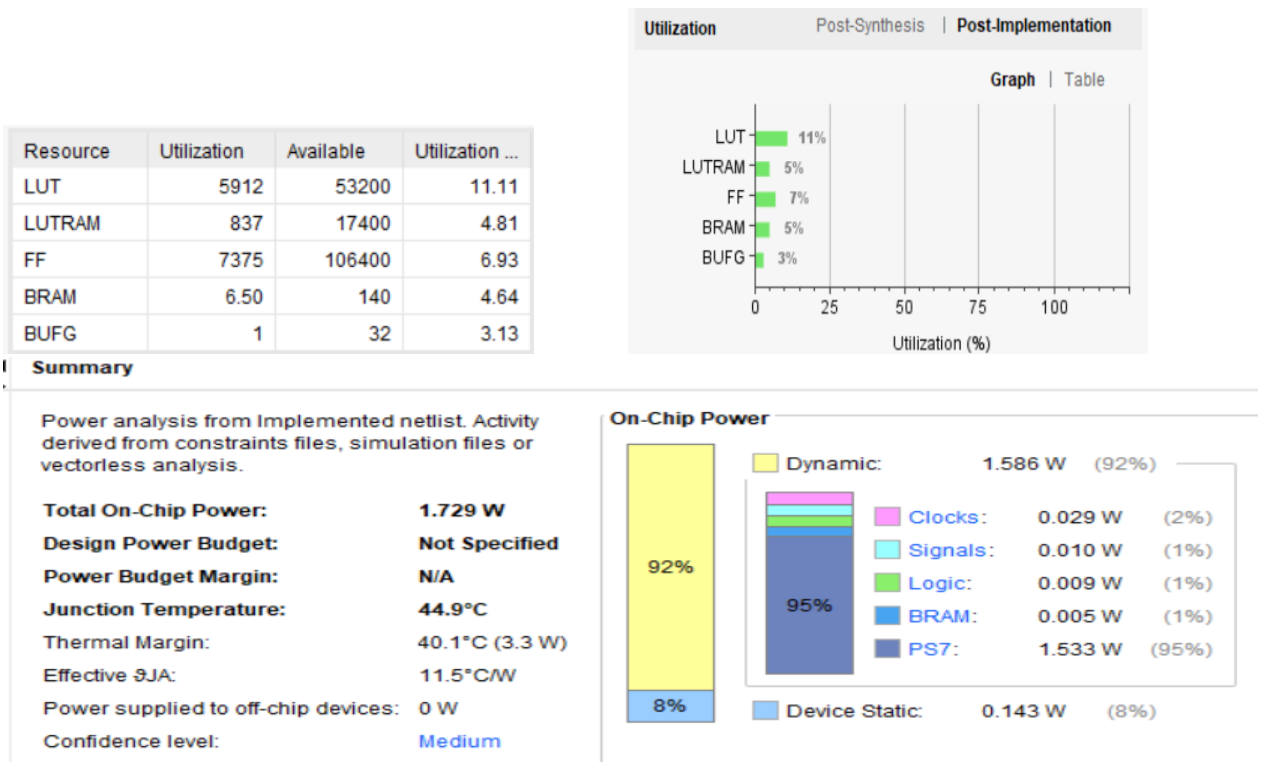 Utilization Post-Synthesis | Post-Implementation
Graph | Table
LUT 11%
LUTRAM 5%
FF 7%
BRAM 5%
BUFG 3%
0 25 50 75 100
Utilization (%)
Resource Utilization Available Utilization ...
LUT 5912 53200 11.11
LUTRAM 837 17400 4.81
FF 7375 106400 6.93
BRAM 6.50 140 4.64
BUFG 1 32 3.13
Summary
Power analysis from Implemented netlist. Activity
derived from constraints files, simulation files or
vectorless analysis.
Total On-Chip Power: 1.729 W
Design Power Budget: Not Specified
Power Budget Margin: N/A
Junction Temperature: 44.9°C
Thermal Margin: 40.1°C (3.3 W)
Effective ϑJA: 11.5°C/W
Power supplied to off-chip devices: 0 W
Confidence level: Medium
On-Chip Power
92%
8%
Dynamic: 1.586 W (92%)
95%
Clocks: 0.029 W (2%)
Signals: 0.010 W (1%)
Logic: 0.009 W (1%)
BRAM: 0.005 W (1%)
PS7: 1.533 W (95%)
Device Static: 0.143 W (8%)